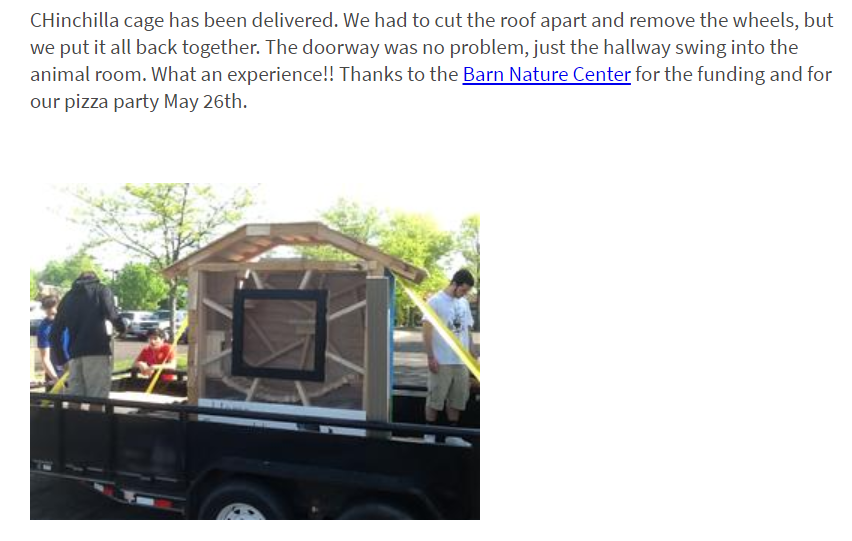 CHinchilla cage has been delivered. We had to cut the roof apart and remove the wheels, but
we put it all back together. The doorway was no problem, just the hallway swing into the
animal room. What an experience!! Thanks to the Barn Nature Center for the funding and for
our pizza party May 26th.